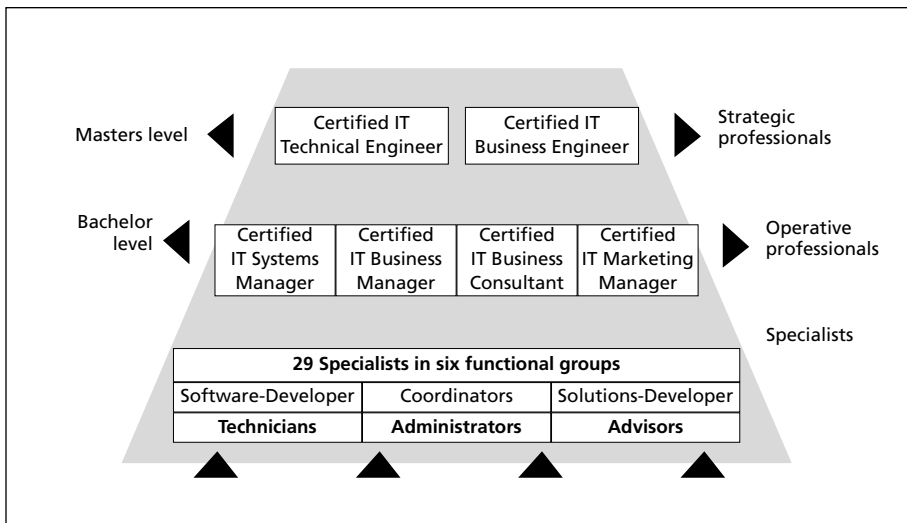 Masters level
Certified IT
Technical Engineer
Certified IT
Business Engineer
Strategic
professionals
Bachelor
level
Certified
IT Systems
Manager
Certified
IT Business
Manager
Certified
IT Business
Consultant
Certified
IT Marketing
Manager
Operative
professionals
Specialists
29 Specialists in six functional groups
Software-Developer
Coordinators
Solutions-Developer
Technicians
Administrators
Advisors